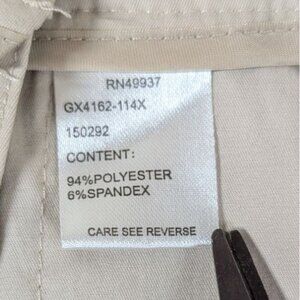 RN49937
GX4162-114X
150292
CONTENT:
94%POLYESTER
6%SPANDEX
CARE SEE REVERSE